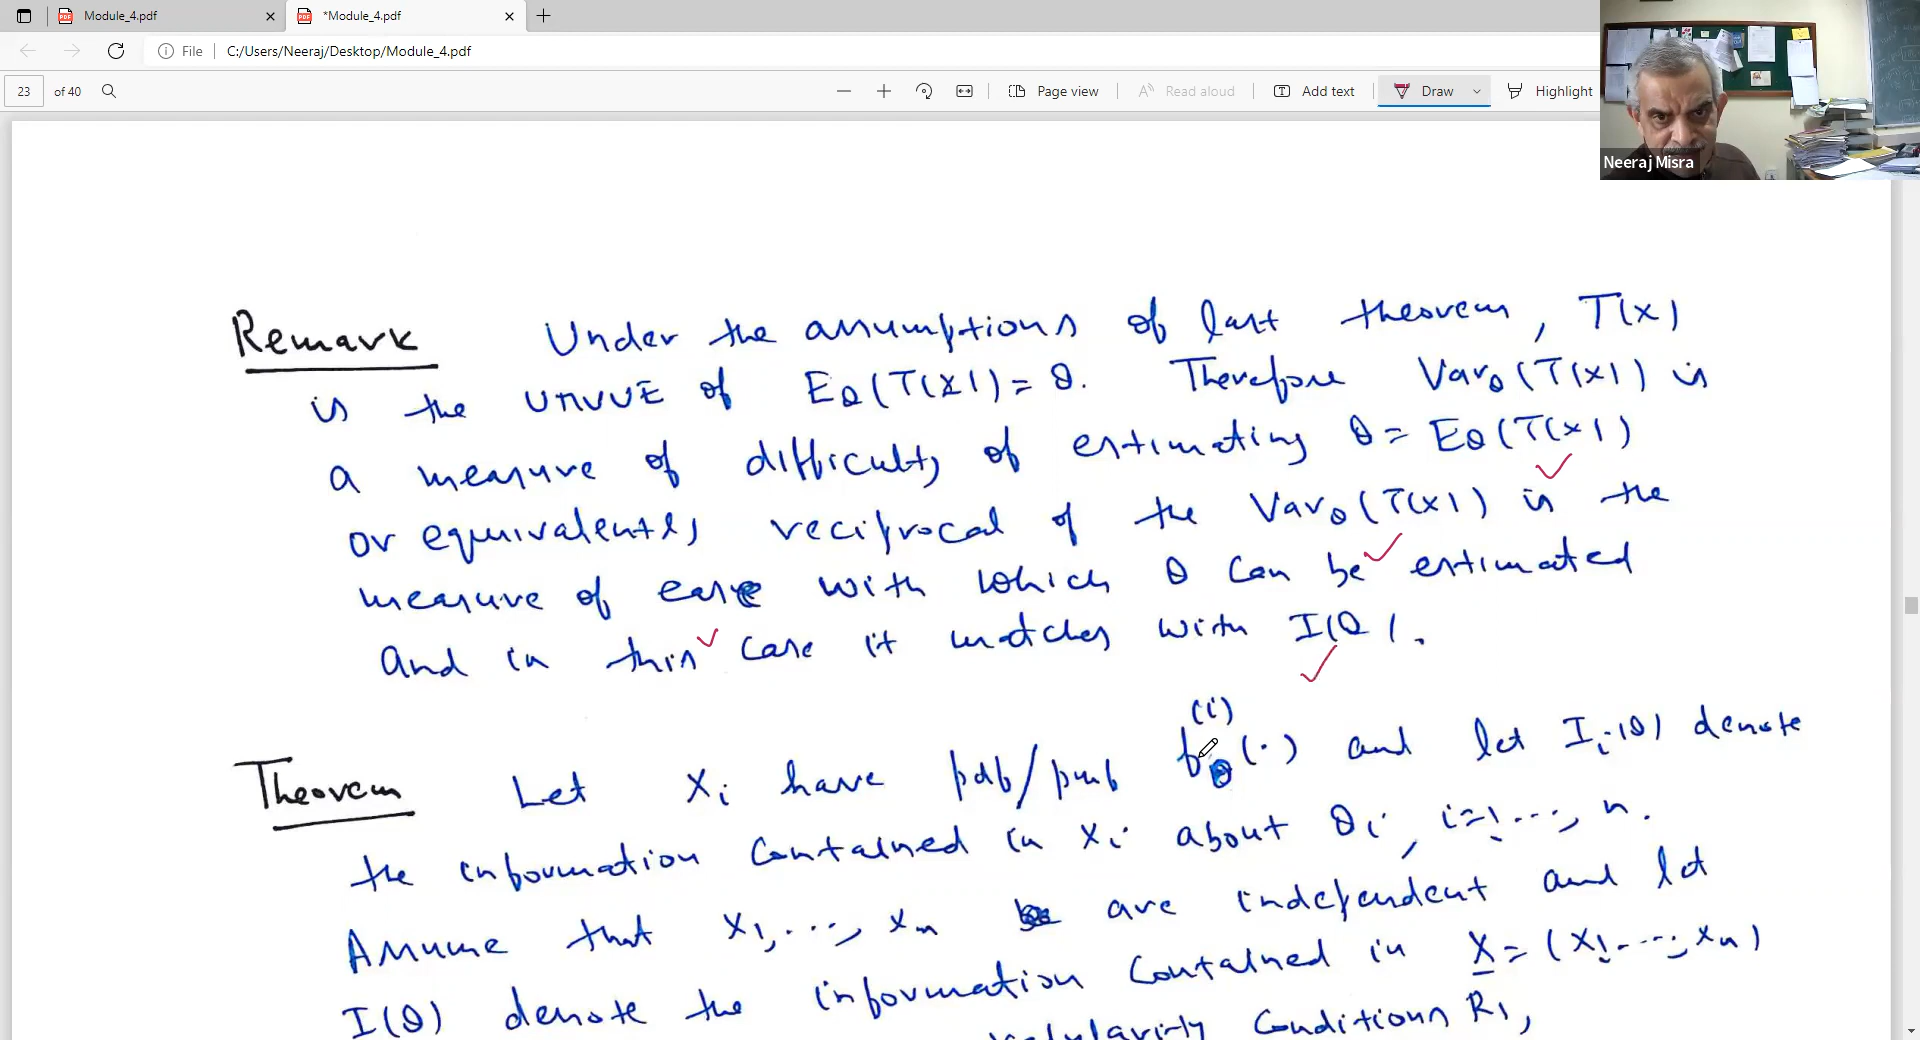 Module_4.pdf
*Module_4.pdf
File C:/Users/Neeraj/Desktop/Module_4.pdf
23 of 40 Page view Read aloud Add text Draw Highlight
Neeraj Misra
Remark Under the assumptions of last theorem, T(X)
is the UMVUE of Eθ(T(X)) = θ. Therefore Varθ(T(X)) is
a measure of difficulty of estimating θ = Eθ(T(X))
or equivalently reciprocal of the Varθ(T(X)) is the
measure of ease with which θ can be estimated
and in this case it matches with I(θ).
Theorem Let Xi have pdf/pmf fθ^(i)(·) and let Ii(θ) denote
the information contained in Xi about θi, i=1,...,n.
Assume that X1,...,Xn are independent and let
I(θ) denote the information contained in X = (X1,...,Xn)
Conditions R1,